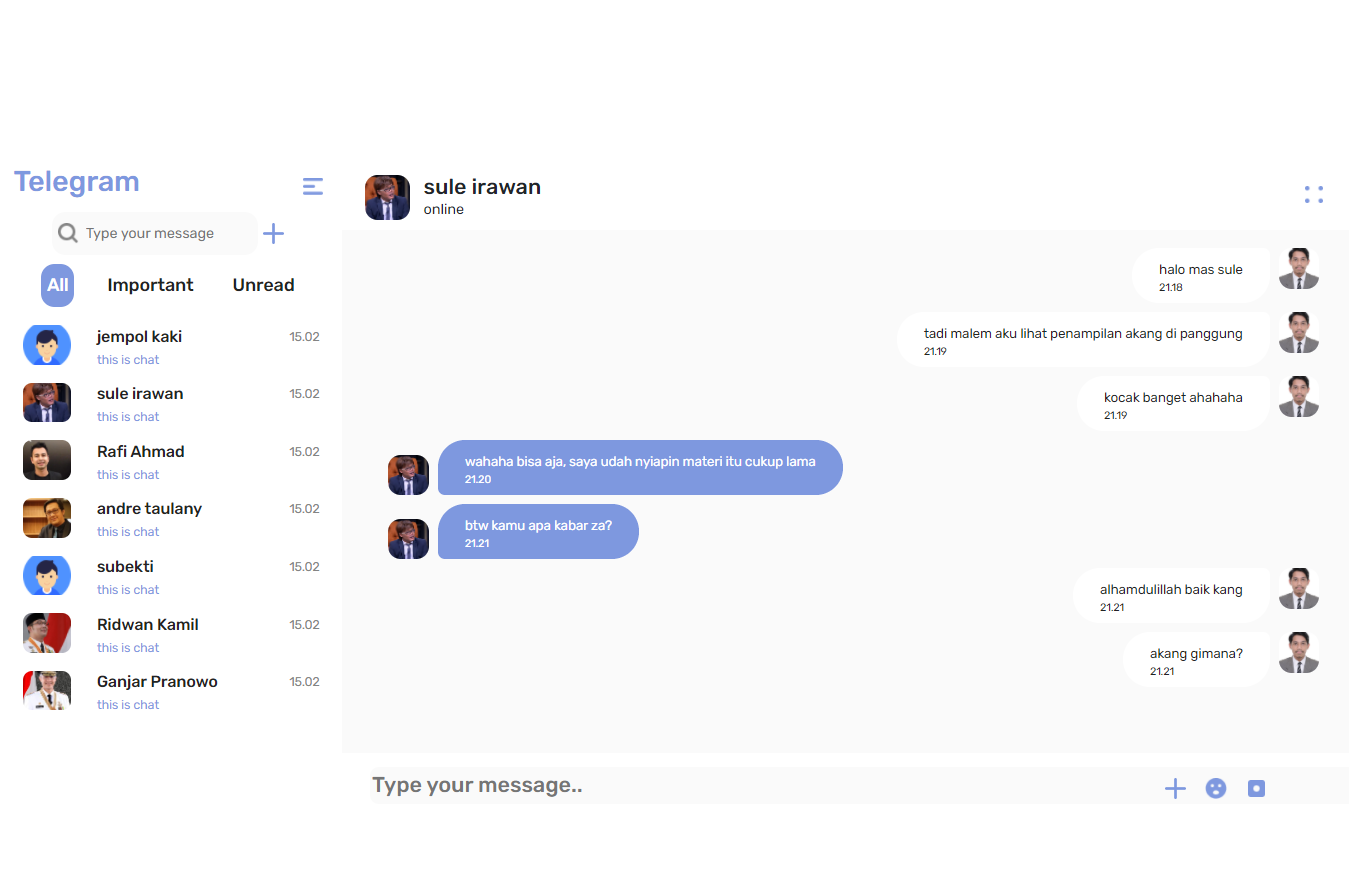 Telegram
Type your message
All Important Unread
jempol kaki 15.02
this is chat
sule irawan 15.02
this is chat
Rafi Ahmad 15.02
this is chat
andre taulany 15.02
this is chat
subekti 15.02
this is chat
Ridwan Kamil 15.02
this is chat
Ganjar Pranowo 15.02
this is chat
sule irawan
online
halo mas sule
21.18
tadi malem aku lihat penampilan akang di panggung
21.19
kocak banget ahahaha
21.19
wahaha bisa aja, saya udah nyiapin materi itu cukup lama
21.20
btw kamu apa kabar za?
21.21
alhamdulillah baik kang
21.21
akang gimana?
21.21
Type your message..